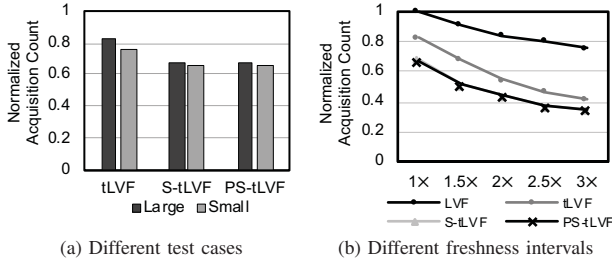 Normalized
Acquisition Count
1
0.8
0.6
0.4
0.2
0
tLVF
S-tLVF
PS-tLVF
Large
Small
(a) Different test cases
Normalized
Acquisition Count
1
0.8
0.6
0.4
0.2
0
1×
1.5×
2×
2.5×
3×
LVF
tLVF
S-tLVF
PS-tLVF
(b) Different freshness intervals